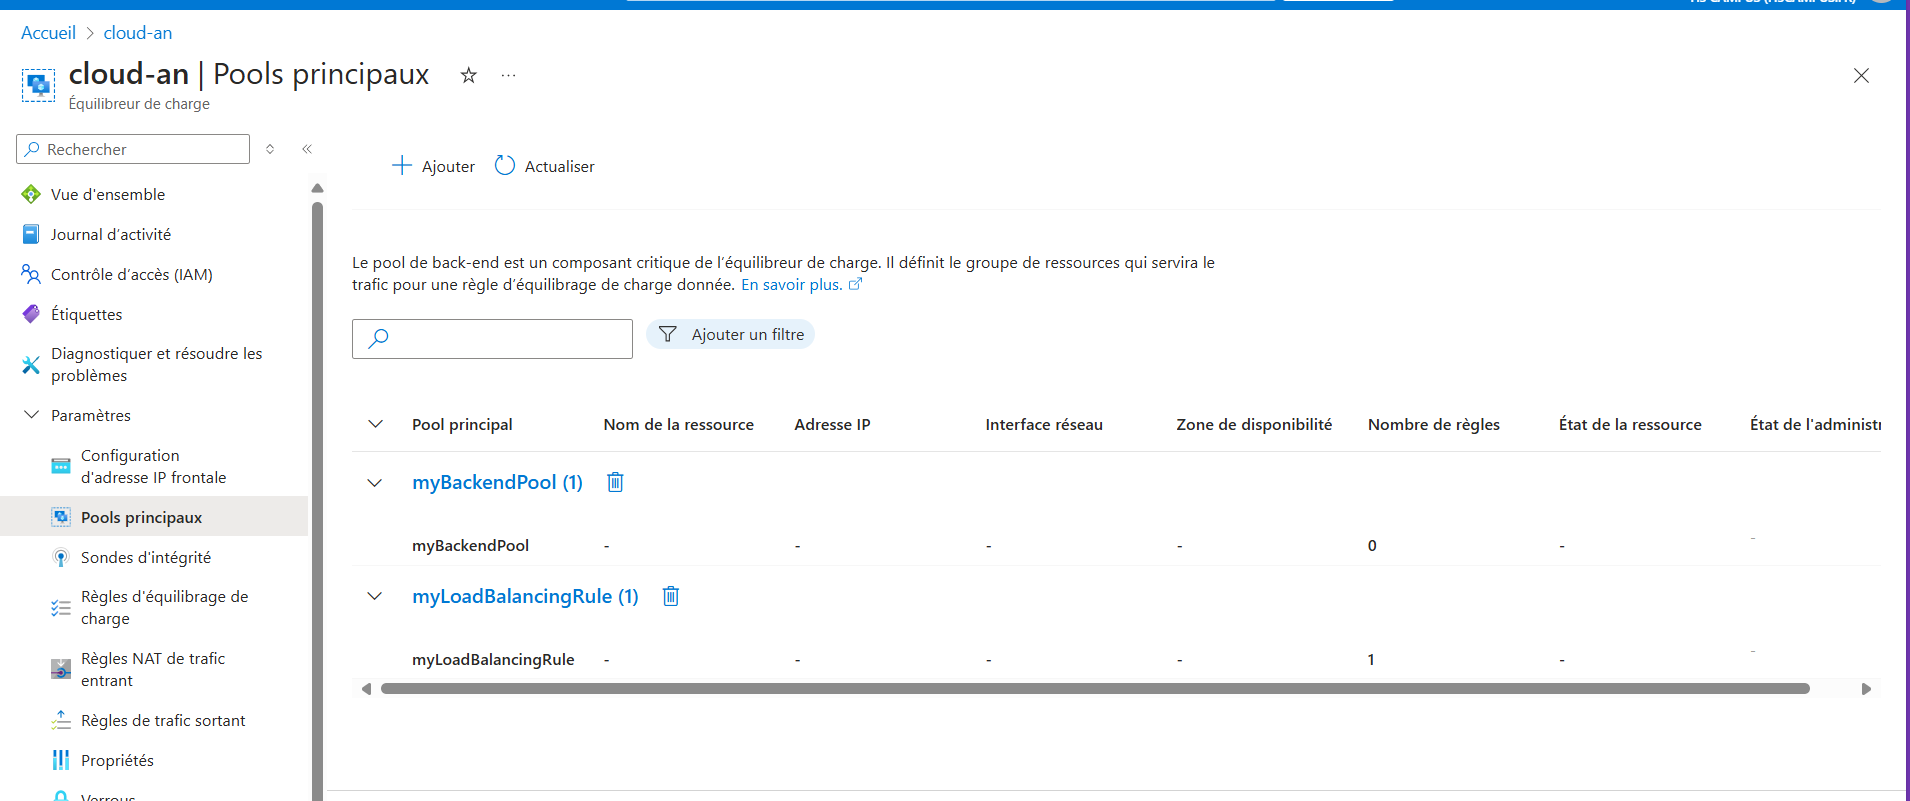 Accueil > cloud-an
cloud-an | Pools principaux
Équilibreur de charge
Rechercher
Vue d'ensemble
Journal d’activité
Contrôle d’accès (IAM)
Étiquettes
Diagnostiquer et résoudre les
problèmes
Paramètres
Configuration
d'adresse IP frontale
Pools principaux
Sondes d'intégrité
Règles d'équilibrage de
charge
Règles NAT de trafic
entrant
Règles de trafic sortant
Propriétés
Verrous
Ajouter Actualiser
Le pool de back-end est un composant critique de l’équilibreur de charge. Il définit le groupe de ressources qui servira le
trafic pour une règle d’équilibrage de charge donnée. En savoir plus.
Ajouter un filtre
Pool principal Nom de la ressource Adresse IP Interface réseau Zone de disponibilité Nombre de règles État de la ressource État de l'administr
myBackendPool (1)
myBackendPool - - - - 0 - -
myLoadBalancingRule (1)
myLoadBalancingRule - - - - 1 - -